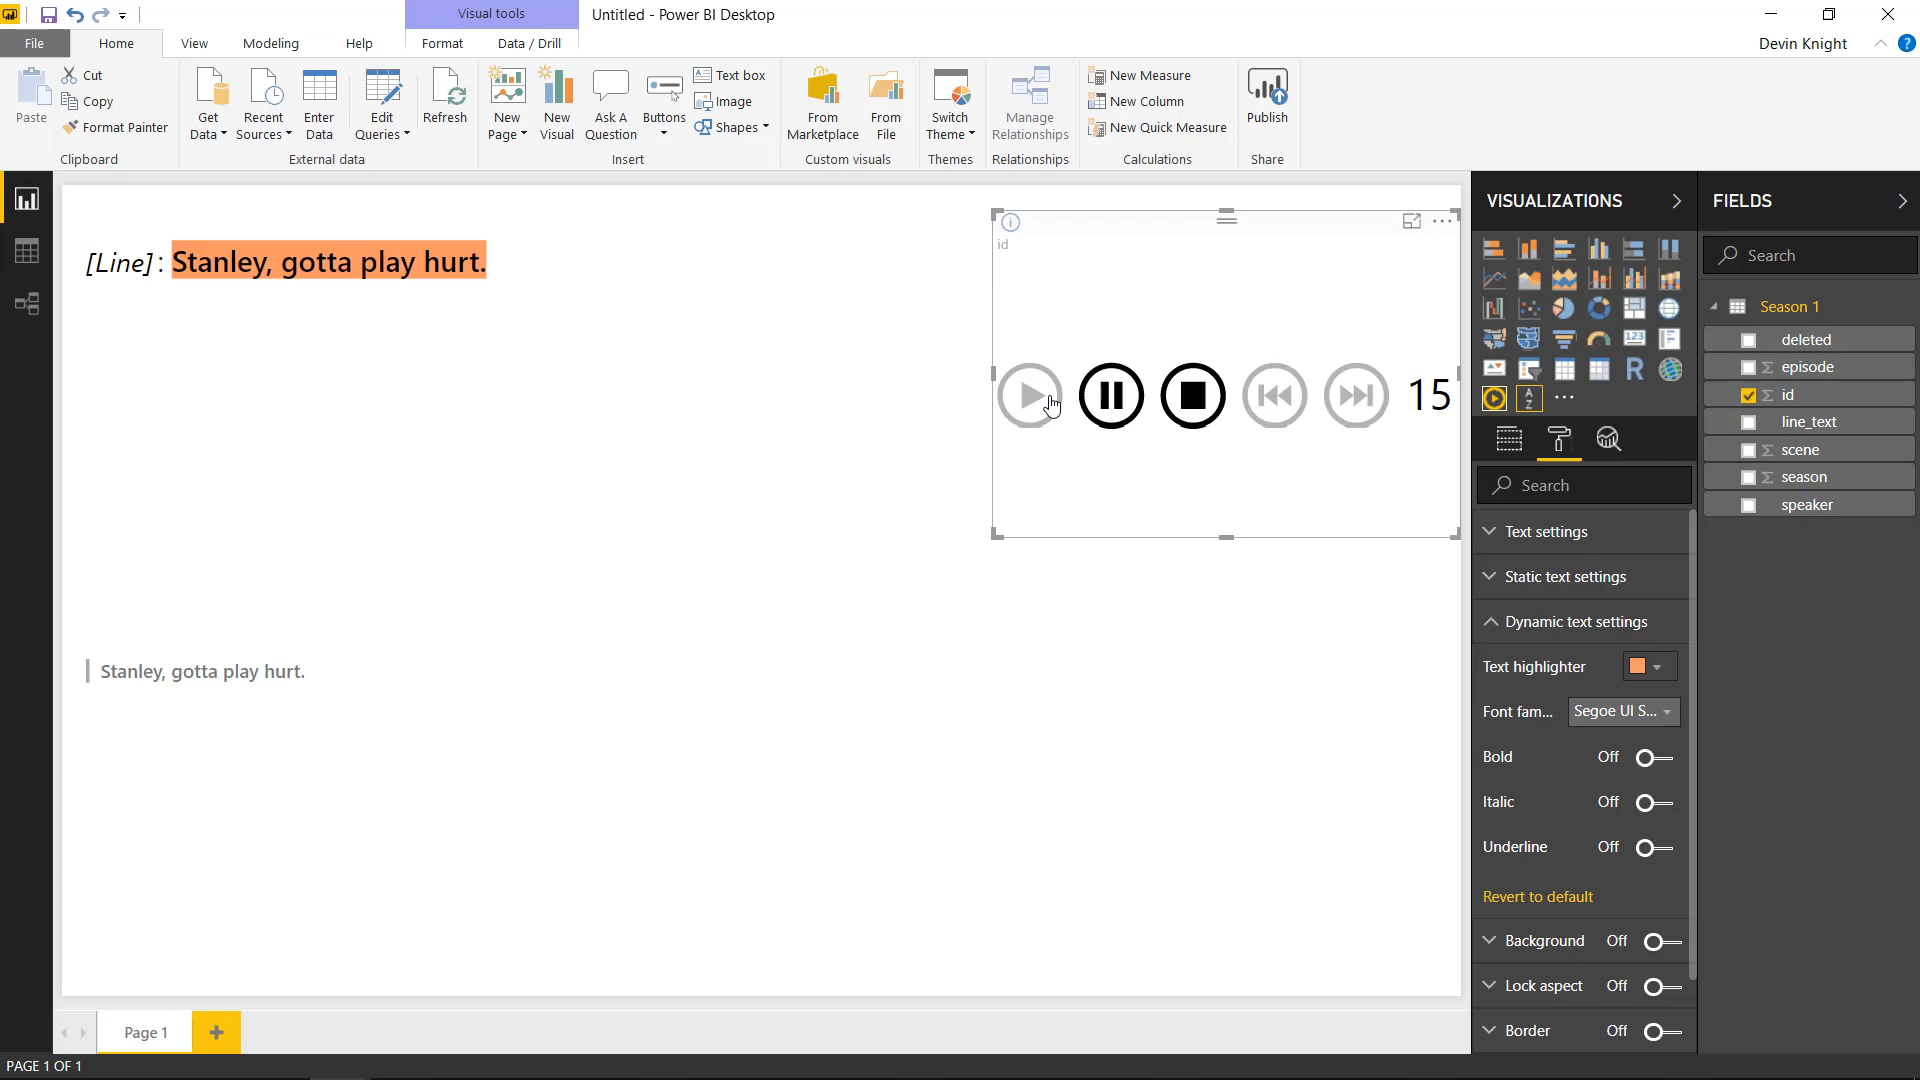 Visual tools
Untitled - Power BI Desktop
File
Home
View
Modeling
Help
Format
Data / Drill
Devin Knight
?
Paste
Cut
Copy
Format Painter
Clipboard
Get
Data
Recent
Sources
Enter
Data
Edit
Queries
Refresh
External data
New
Page
New
Visual
Ask A
Question
Buttons
Text box
Image
Shapes
Insert
From
Marketplace
From
File
Custom visuals
Switch
Theme
Themes
Manage
Relationships
Relationships
New Measure
New Column
New Quick Measure
Calculations
Publish
Share
[Line] : Stanley, gotta play hurt.
id
15
Stanley, gotta play hurt.
VISUALIZATIONS
123
R
A
Z
Search
Text settings
Static text settings
Dynamic text settings
Text highlighter
Font fam... Segoe UI S...
Bold Off
Italic Off
Underline Off
Revert to default
Background Off
Lock aspect Off
Border Off
FIELDS
Search
Season 1
deleted
Σ episode
Σ id
line_text
Σ scene
Σ season
speaker
Page 1
PAGE 1 OF 1